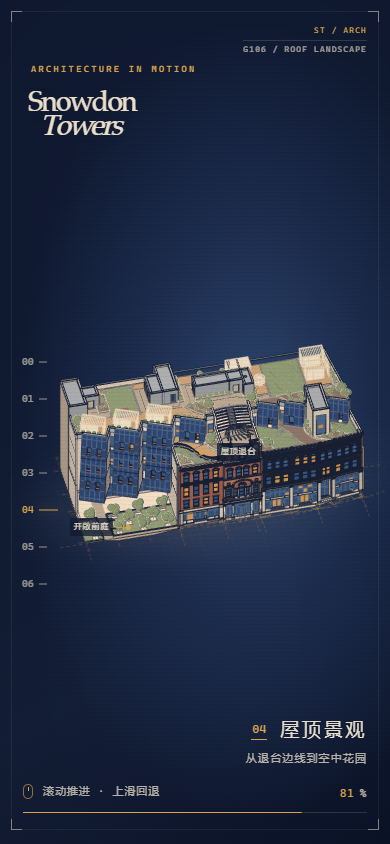 ST / ARCH
G106 / ROOF LANDSCAPE
ARCHITECTURE IN MOTION
Snowdon
Towers
00
01
02
03
04
05
06
屋顶退台
开敞前庭
04 屋顶景观
从退台边线到空中花园
滚动推进 · 上滑回退
81 %